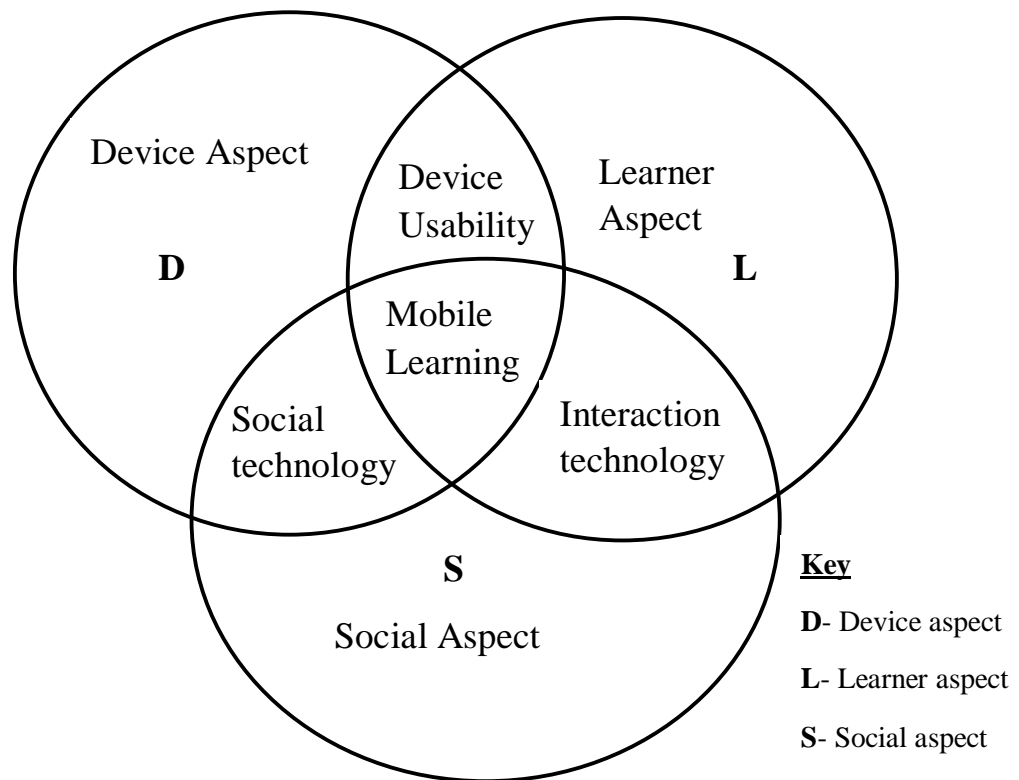 Device Aspect
Device
Usability
Learner
Aspect
D
L
Mobile
Learning
Social
technology
Interaction
technology
S
Social Aspect
Key
D- Device aspect
L- Learner aspect
S- Social aspect